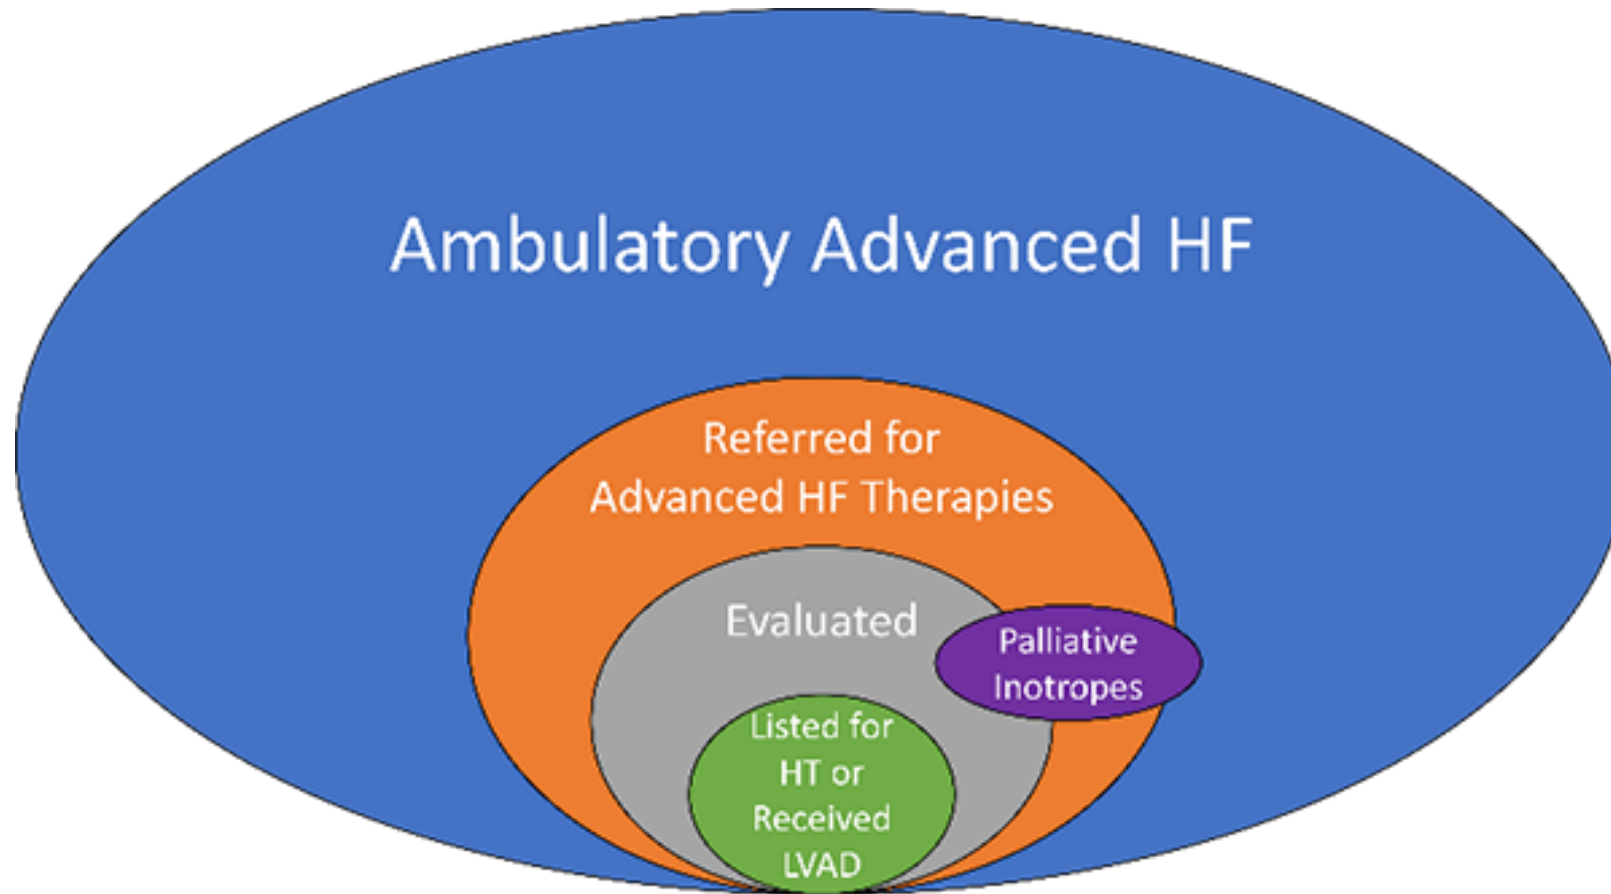 Ambulatory Advanced HF
Referred for
Advanced HF Therapies
Evaluated
Palliative
Inotropes
Listed for
HT or
Received
LVAD